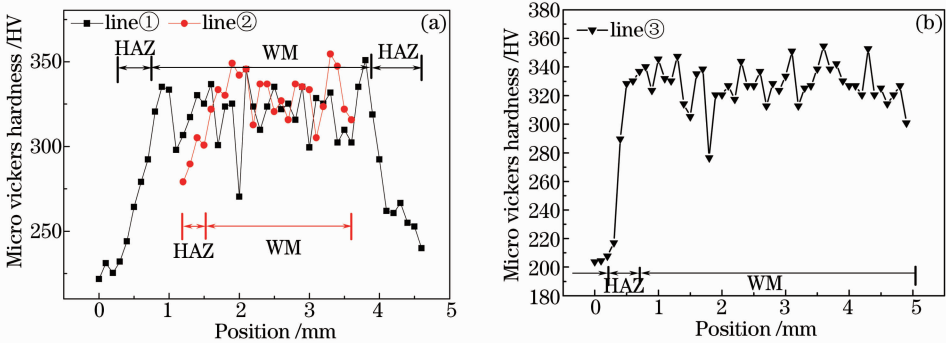 line① line② (a)
HAZ WM HAZ
350
300
250
HAZ WM
0 1 2 3 4 5
Position /mm
Micro vickers hardness /HV
line③ (b)
380
360
340
320
300
280
260
240
220
200
180
HAZ WM
0 1 2 3 4 5
Position /mm
Micro vickers hardness /HV